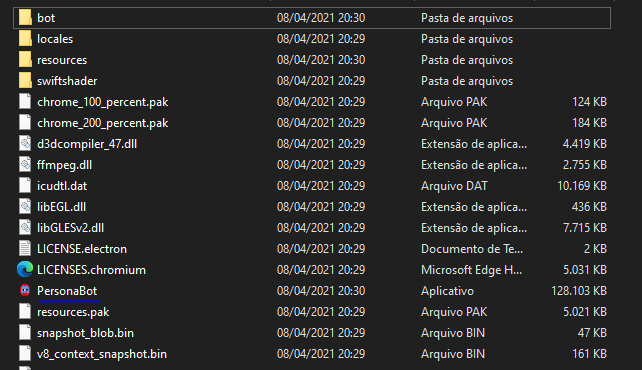 bot 08/04/2021 20:30 Pasta de arquivos
locales 08/04/2021 20:29 Pasta de arquivos
resources 08/04/2021 20:30 Pasta de arquivos
swiftshader 08/04/2021 20:29 Pasta de arquivos
chrome_100_percent.pak 08/04/2021 20:29 Arquivo PAK 124 KB
chrome_200_percent.pak 08/04/2021 20:29 Arquivo PAK 184 KB
d3dcompiler_47.dll 08/04/2021 20:29 Extensão de aplica... 4.419 KB
ffmpeg.dll 08/04/2021 20:29 Extensão de aplica... 2.755 KB
icudtl.dat 08/04/2021 20:29 Arquivo DAT 10.169 KB
libEGL.dll 08/04/2021 20:29 Extensão de aplica... 436 KB
libGLESv2.dll 08/04/2021 20:29 Extensão de aplica... 7.715 KB
LICENSE.electron 08/04/2021 20:29 Documento de Te... 2 KB
LICENSES.chromium 08/04/2021 20:29 Microsoft Edge H... 5.031 KB
PersonaBot 08/04/2021 20:30 Aplicativo 128.103 KB
resources.pak 08/04/2021 20:29 Arquivo PAK 5.021 KB
snapshot_blob.bin 08/04/2021 20:29 Arquivo BIN 47 KB
v8_context_snapshot.bin 08/04/2021 20:29 Arquivo BIN 161 KB